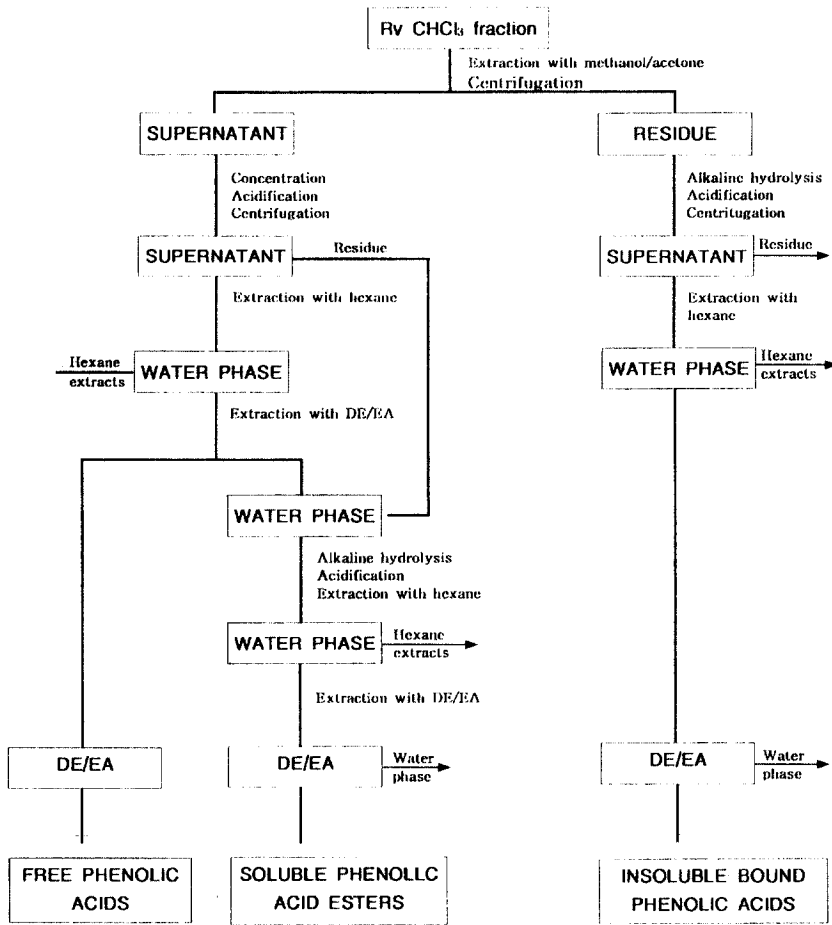 Rv CHCl₃ fraction
Extraction with methanol/acetone
Centrifugation
SUPERNATANT
RESIDUE
Concentration
Acidification
Centrifugation
Alkaline hydrolysis
Acidification
Centritugation
SUPERNATANT
Residue
SUPERNATANT
Residue
Extraction with hexane
Extraction with
hexane
Hexane
extracts
WATER PHASE
WATER PHASE
Hexane
extracts
Extraction with DE/EA
WATER PHASE
Alkaline hydrolysis
Acidification
Extraction with hexane
WATER PHASE
Hexane
extracts
Extraction with DE/EA
DE/EA
DE/EA
Water
phase
DE/EA
Water
phase
FREE PHENOLIC
ACIDS
SOLUBLE PHENOLLC
ACID ESTERS
INSOLUBLE BOUND
PHENOLIC ACIDS